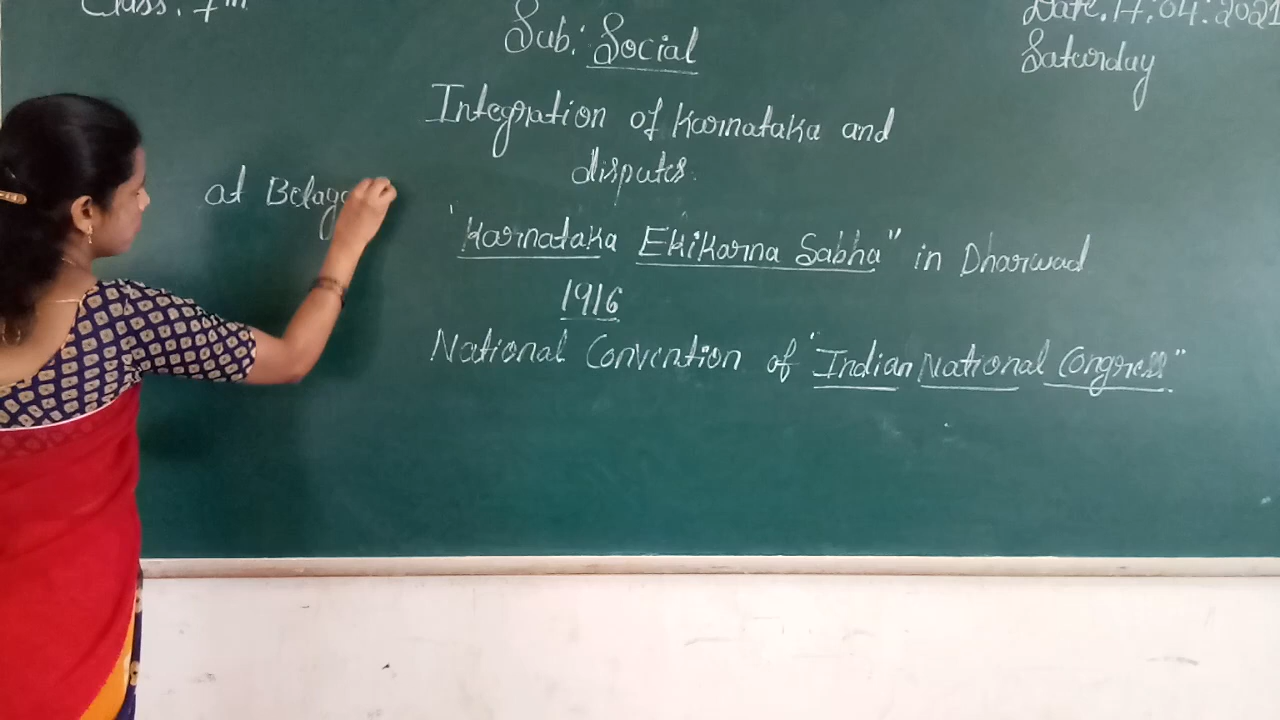 Class: 7th
Sub: Social
Date: 17:04:2021
Saturday
Integration of Karnataka and
disputes.
at Belaga
"Karnataka Ekikarna Sabha" in Dharwad
1916
National Convention of "Indian National Congress"